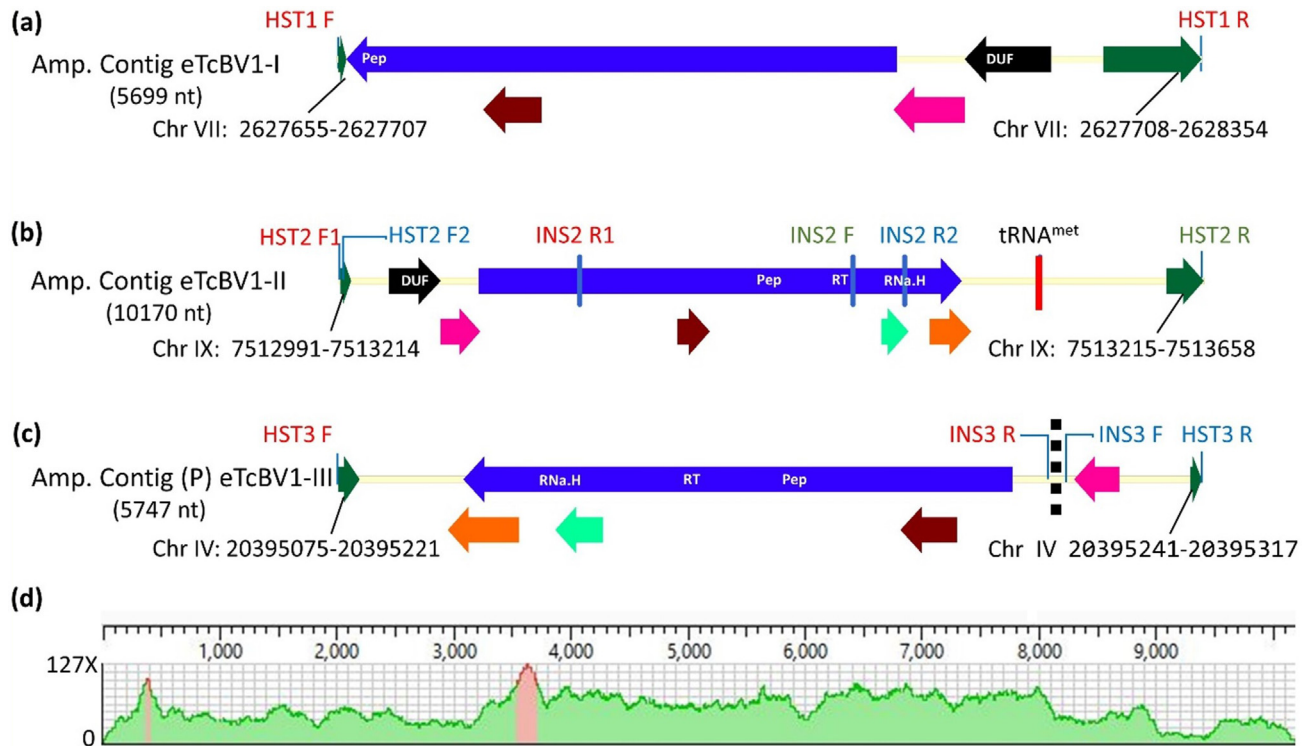 (a)
HST1 F
HST1 R
Amp. Contig eTcBV1-I
(5699 nt)
Pep
DUF
Chr VII: 2627655-2627707
Chr VII: 2627708-2628354
(b)
HST2 F1
HST2 F2
INS2 R1
INS2 F
INS2 R2
tRNAmet
HST2 R
Amp. Contig eTcBV1-II
(10170 nt)
DUF
Pep
RT
RNa.H
Chr IX: 7512991-7513214
Chr IX: 7513215-7513658
(c)
HST3 F
INS3 R
INS3 F
HST3 R
Amp. Contig (P) eTcBV1-III
(5747 nt)
RNa.H
RT
Pep
Chr IV: 20395075-20395221
Chr IV 20395241-20395317
(d)
1,000 2,000 3,000 4,000 5,000 6,000 7,000 8,000 9,000
127X
0